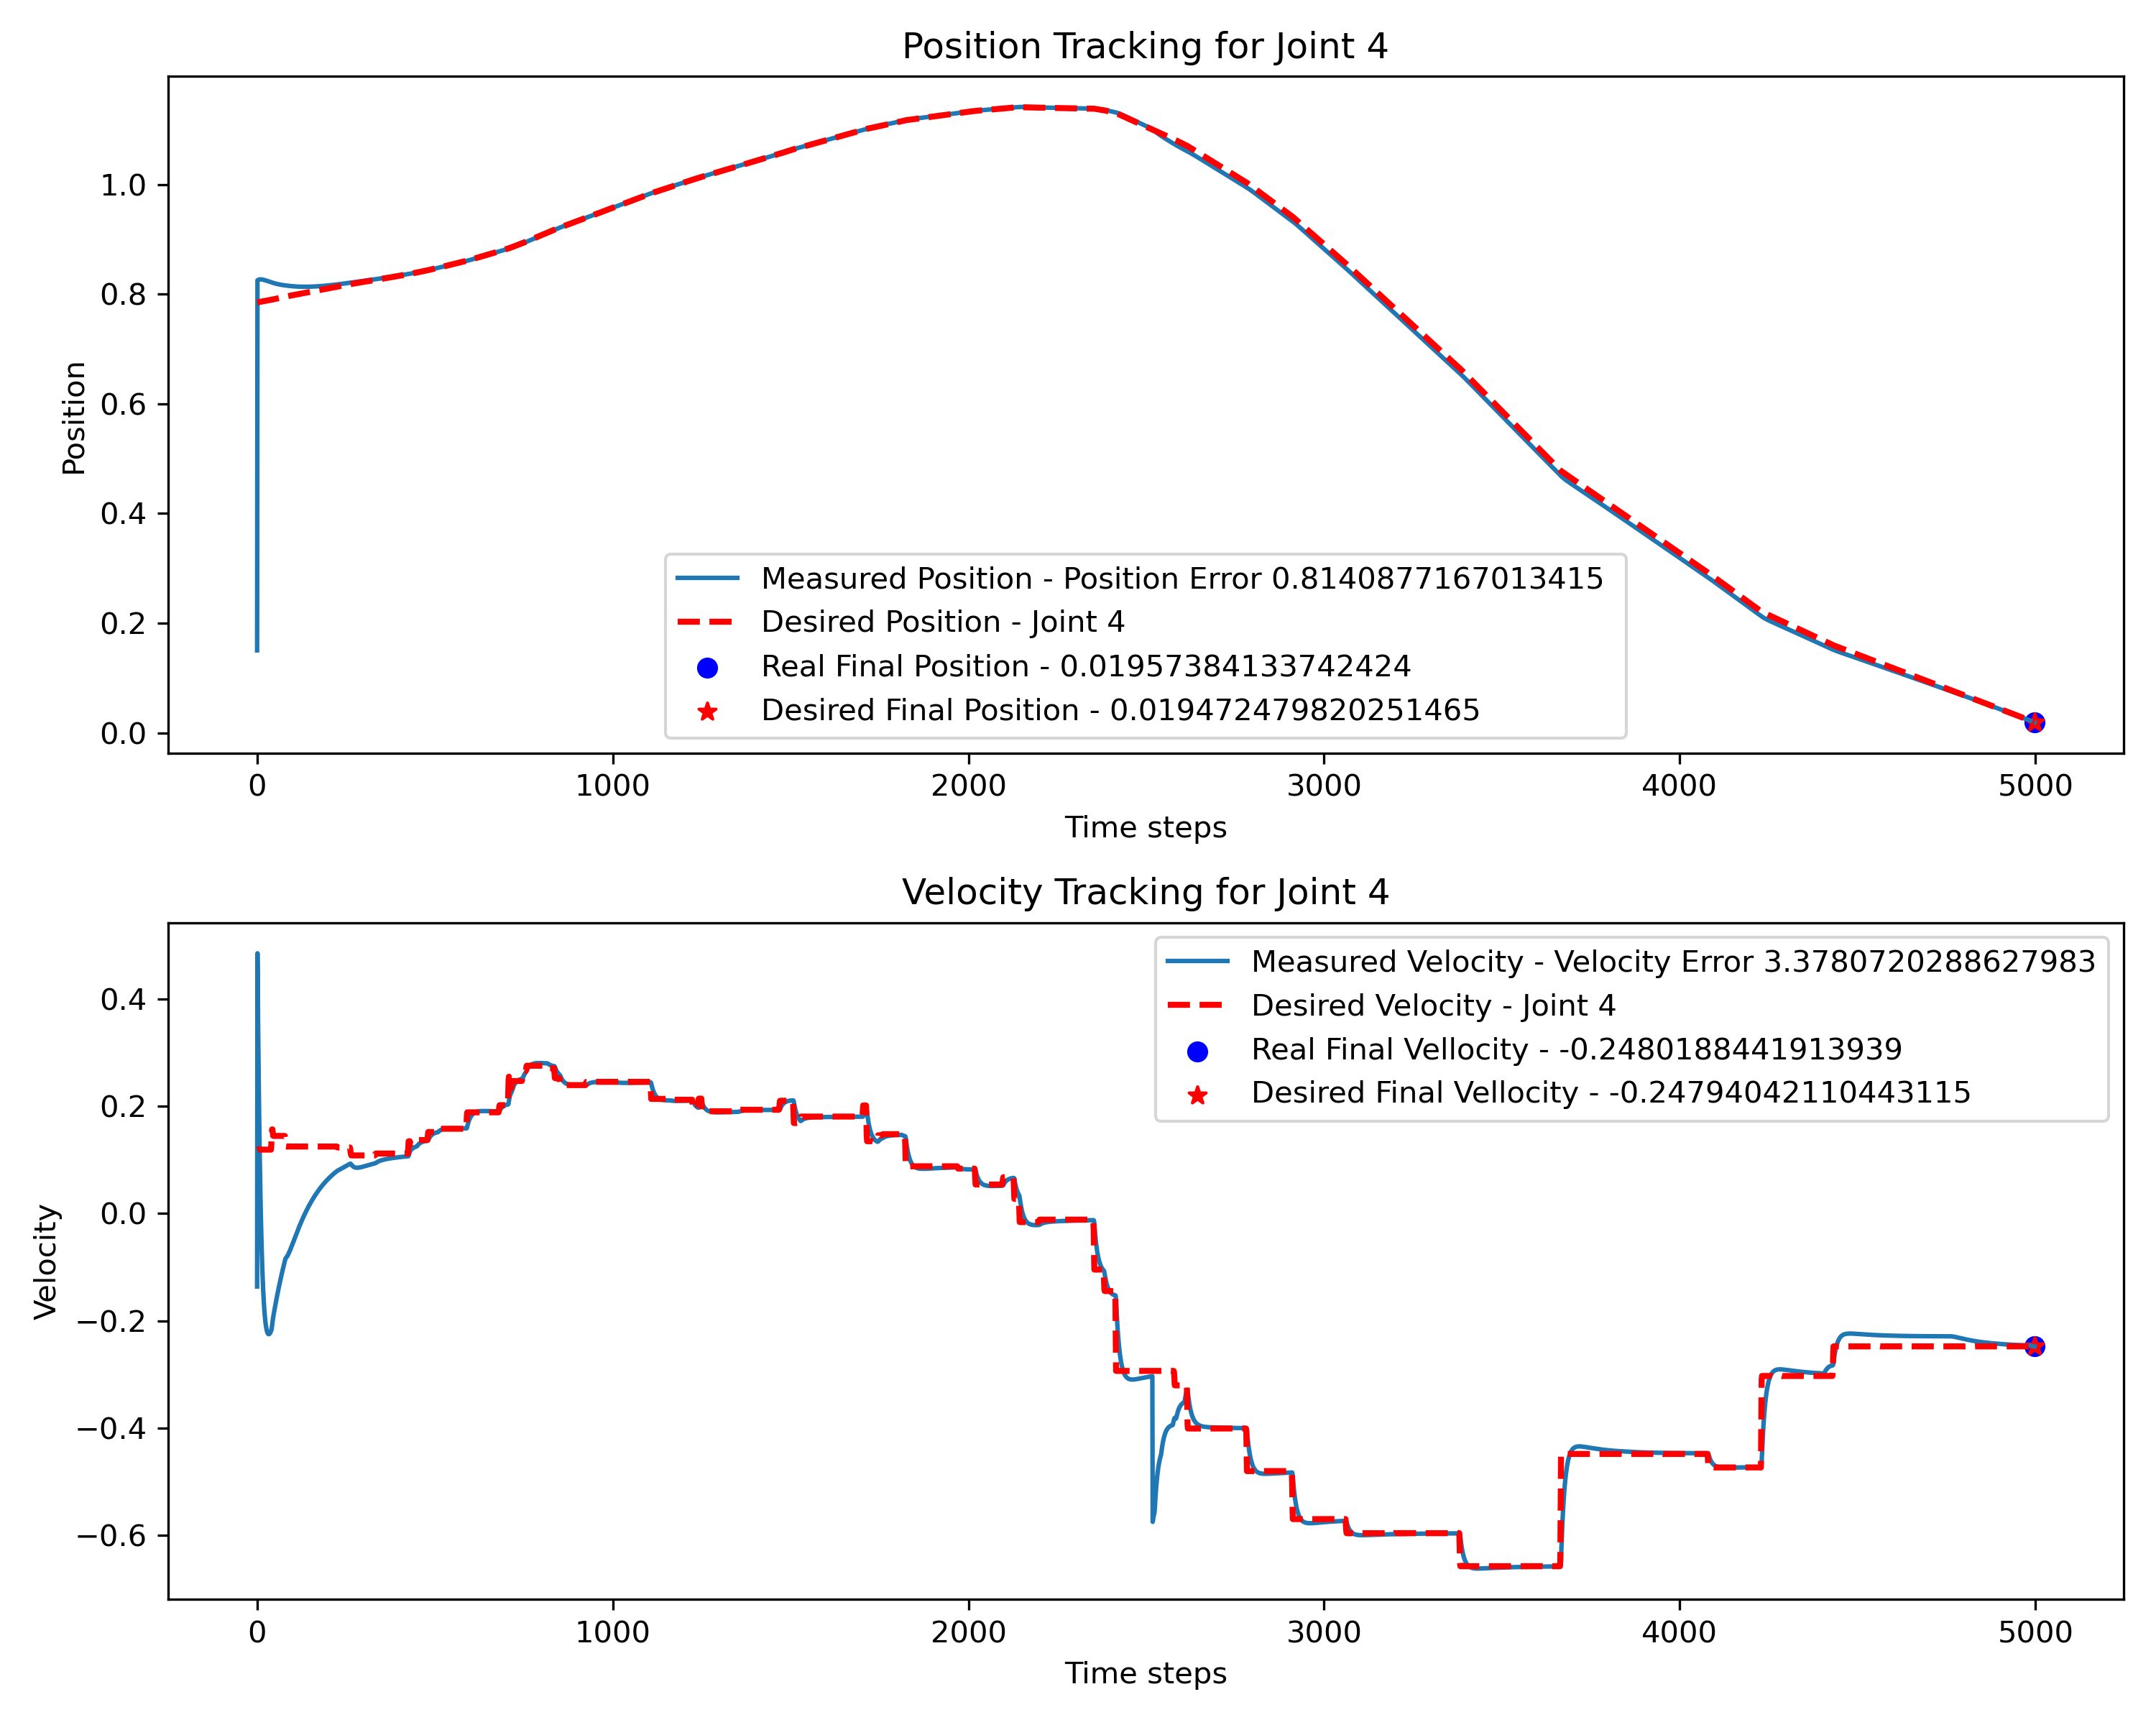 Position Tracking for Joint 4
Position
1.0
0.8
0.6
0.4
0.2
0.0
Measured Position - Position Error 0.8140877167013415
Desired Position - Joint 4
Real Final Position - 0.01957384133742424
Desired Final Position - 0.019472479820251465
0 1000 2000 3000 4000 5000
Time steps
Velocity Tracking for Joint 4
Velocity
0.4
0.2
0.0
−0.2
−0.4
−0.6
Measured Velocity - Velocity Error 3.3780720288627983
Desired Velocity - Joint 4
Real Final Vellocity - -0.2480188441913939
Desired Final Vellocity - -0.24794042110443115
0 1000 2000 3000 4000 5000
Time steps